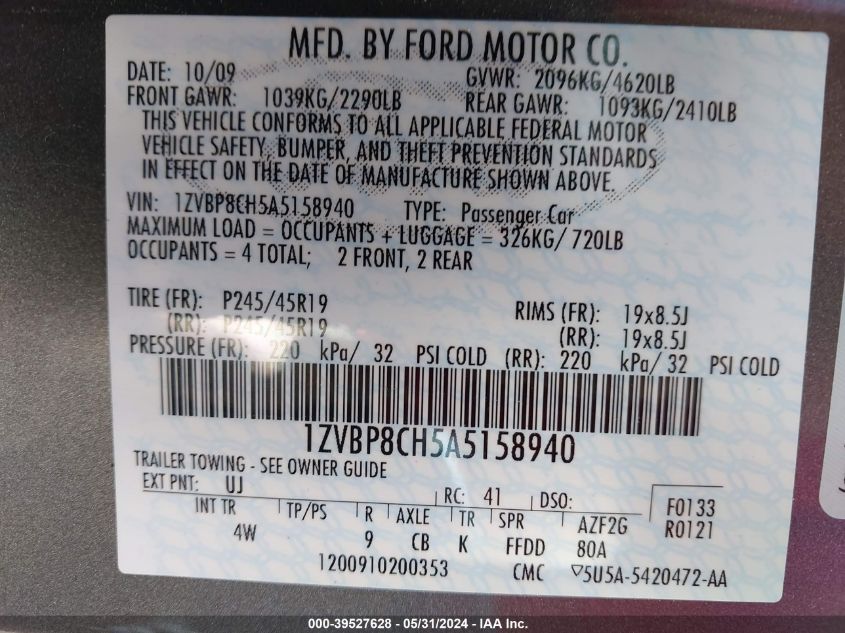 MFD. BY FORD MOTOR CO.
DATE: 10/09 GVWR: 2096KG/4620LB
FRONT GAWR: 1039KG/2290LB REAR GAWR: 1093KG/2410LB
THIS VEHICLE CONFORMS TO ALL APPLICABLE FEDERAL MOTOR
VEHICLE SAFETY, BUMPER, AND THEFT PREVENTION STANDARDS
IN EFFECT ON THE DATE OF MANUFACTURE SHOWN ABOVE.
VIN: 1ZVBP8CH5A5158940 TYPE: Passenger Car
MAXIMUM LOAD = OCCUPANTS + LUGGAGE = 326KG/ 720LB
OCCUPANTS = 4 TOTAL; 2 FRONT, 2 REAR
TIRE (FR): P245/45R19 RIMS (FR): 19x8.5J
(RR): P245/45R19 (RR): 19x8.5J
PRESSURE (FR): 220 kPa/ 32 PSI COLD (RR): 220 kPa/ 32 PSI COLD
1ZVBP8CH5A5158940
TRAILER TOWING - SEE OWNER GUIDE
EXT PNT: UJ RC: 41 DSO: F0133
INT TR TP/PS R AXLE TR SPR AZF2G R0121
4W 9 CB K FFDD 80A
1200910200353 CMC ▽5U5A-5420472-AA
000-39527628 - 05/31/2024 - IAA Inc.